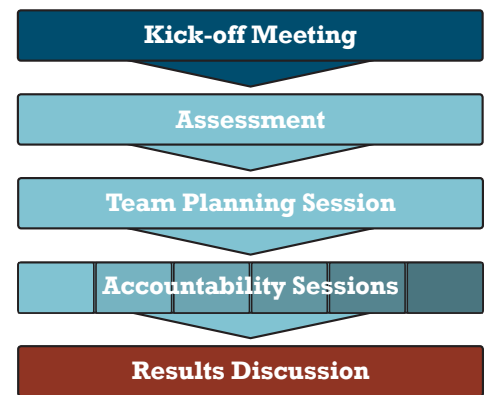 Kick-off Meeting
Assessment
Team Planning Session
Accountability Sessions
Results Discussion